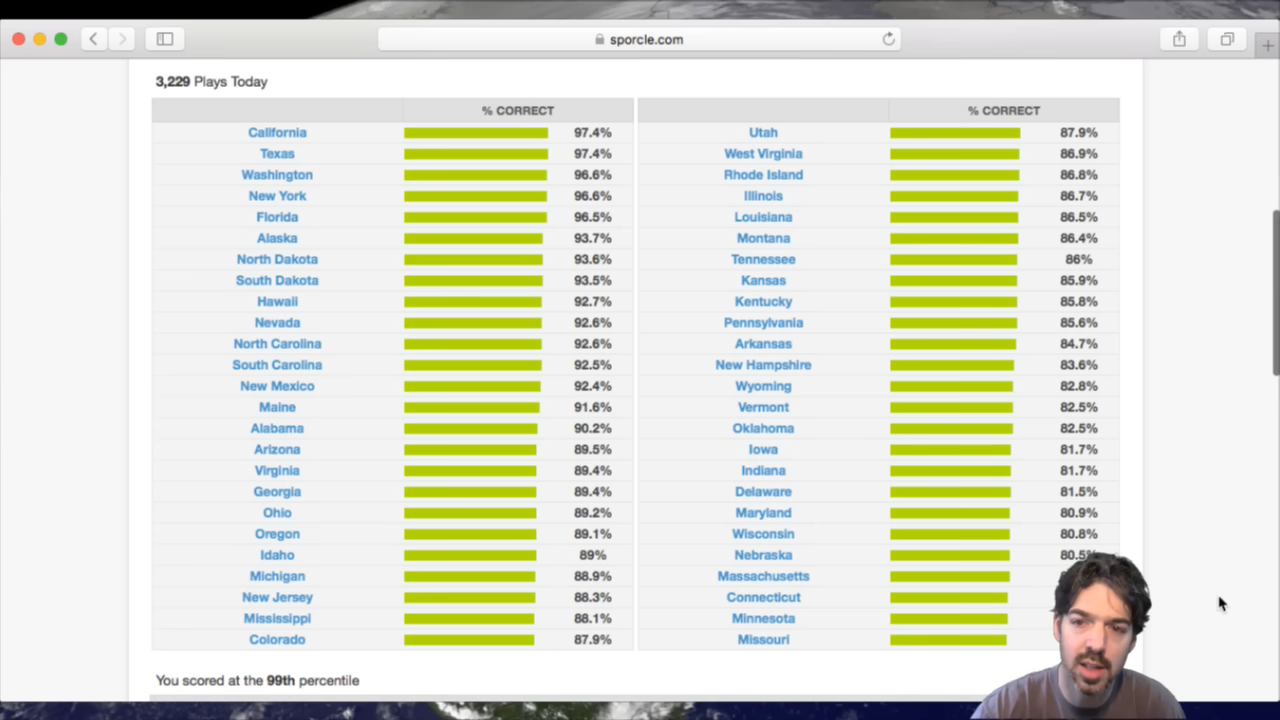 sporcle.com
3,229 Plays Today
% CORRECT % CORRECT
California 97.4% Utah 87.9%
Texas 97.4% West Virginia 86.9%
Washington 96.6% Rhode Island 86.8%
New York 96.6% Illinois 86.7%
Florida 96.5% Louisiana 86.5%
Alaska 93.7% Montana 86.4%
North Dakota 93.6% Tennessee 86%
South Dakota 93.5% Kansas 85.9%
Hawaii 92.7% Kentucky 85.8%
Nevada 92.6% Pennsylvania 85.6%
North Carolina 92.6% Arkansas 84.7%
South Carolina 92.5% New Hampshire 83.6%
New Mexico 92.4% Wyoming 82.8%
Maine 91.6% Vermont 82.5%
Alabama 90.2% Oklahoma 82.5%
Arizona 89.5% Iowa 81.7%
Virginia 89.4% Indiana 81.7%
Georgia 89.4% Delaware 81.5%
Ohio 89.2% Maryland 80.9%
Oregon 89.1% Wisconsin 80.8%
Idaho 89% Nebraska 80.5%
Michigan 88.9% Massachusetts
New Jersey 88.3% Connecticut
Mississippi 88.1% Minnesota
Colorado 87.9% Missouri
You scored at the 99th percentile